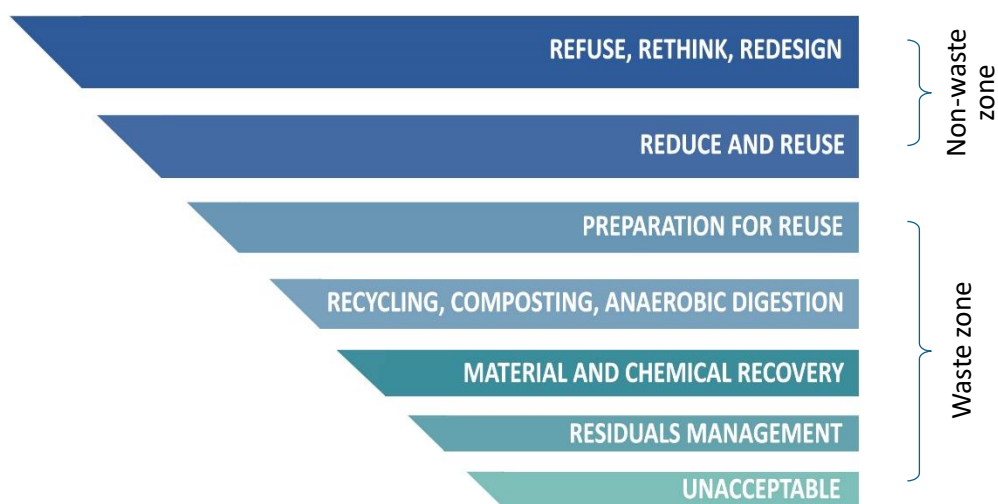 REFUSE, RETHINK, REDESIGN
REDUCE AND REUSE
Non-waste
zone
PREPARATION FOR REUSE
RECYCLING, COMPOSTING, ANAEROBIC DIGESTION
MATERIAL AND CHEMICAL RECOVERY
RESIDUALS MANAGEMENT
UNACCEPTABLE
Waste zone